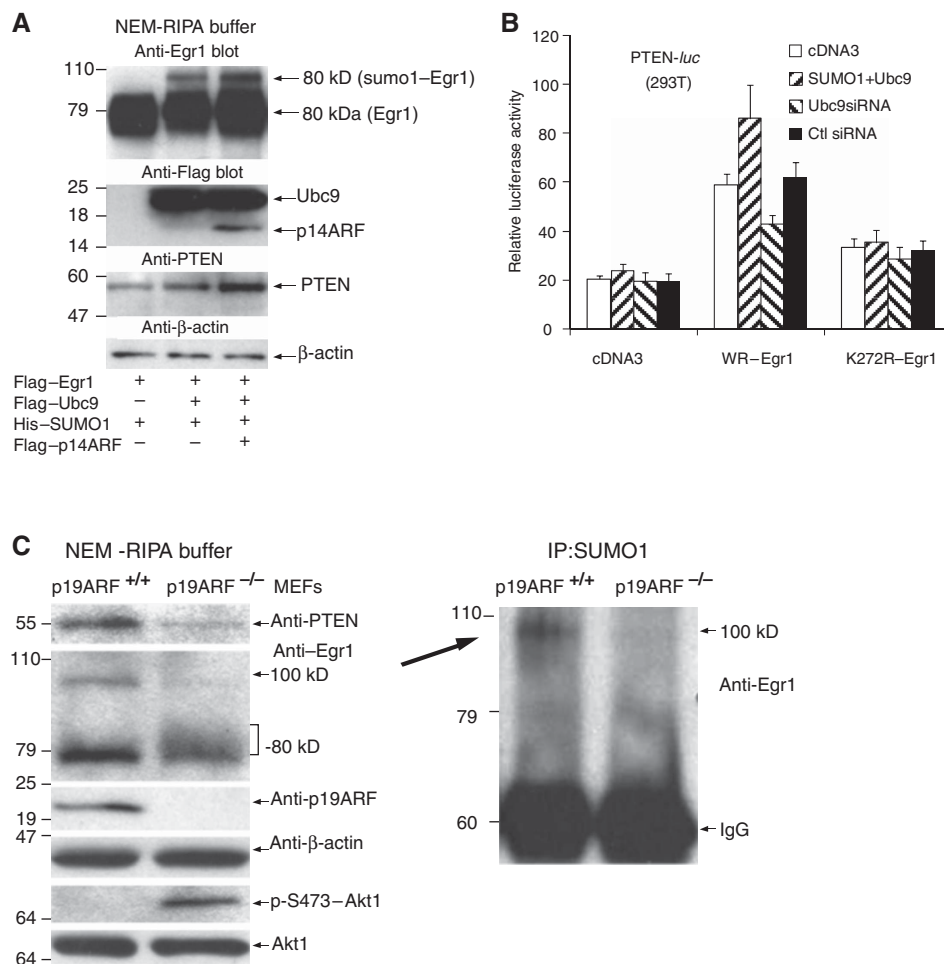 A
NEM-RIPA buffer
Anti-Egr1 blot
110
79
80 kD (sumo1–Egr1)
80 kDa (Egr1)
Anti-Flag blot
25
18
14
Ubc9
p14ARF
Anti-PTEN
60
47
PTEN
Anti-β-actin
β-actin
Flag–Egr1 + + +
Flag–Ubc9 – + +
His–SUMO1 + + +
Flag–p14ARF – – +
B
120
100
80
60
40
20
0
Relative luciferase activity
PTEN-luc
(293T)
cDNA3
SUMO1+Ubc9
Ubc9siRNA
Ctl siRNA
cDNA3 WR–Egr1 K272R–Egr1
C
NEM -RIPA buffer
p19ARF +/+ p19ARF –/– MEFs
55
Anti-PTEN
Anti–Egr1
110
100 kD
79
-80 kD
25
19
Anti-p19ARF
47
Anti-β-actin
p-S473–Akt1
64
Akt1
64
IP:SUMO1
p19ARF +/+ p19ARF –/–
110
100 kD
Anti-Egr1
79
60
IgG